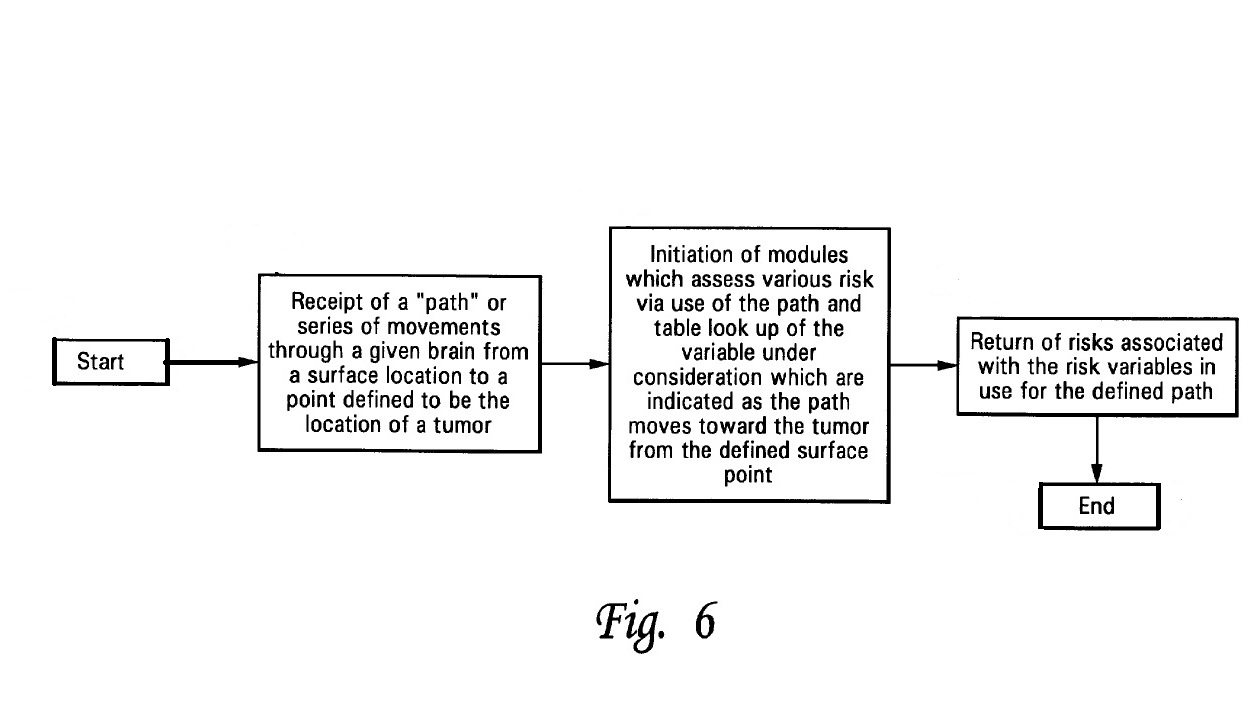 Start
Receipt of a "path" or
series of movements
through a given brain from
a surface location to a
point defined to be the
location of a tumor
Initiation of modules
which assess various risk
via use of the path and
table look up of the
variable under
consideration which are
indicated as the path
moves toward the tumor
from the defined surface
point
Return of risks associated
with the risk variables in
use for the defined path
End
Fig. 6